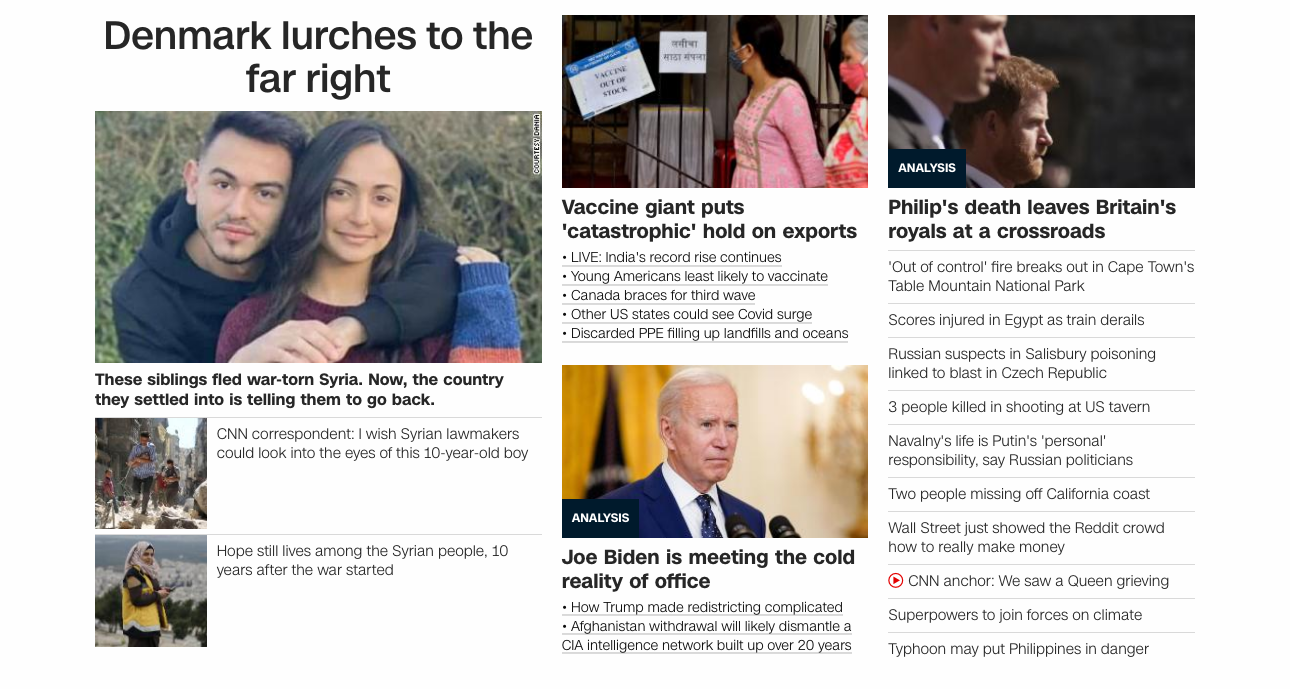 Denmark lurches to the
far right
COURTESY DANIA
These siblings fled war-torn Syria. Now, the country
they settled into is telling them to go back.
CNN correspondent: I wish Syrian lawmakers
could look into the eyes of this 10-year-old boy
Hope still lives among the Syrian people, 10
years after the war started
VACCINE
OUT OF
STOCK
लसीचा
साठा संपला
Vaccine giant puts
'catastrophic' hold on exports
• LIVE: India's record rise continues
• Young Americans least likely to vaccinate
• Canada braces for third wave
• Other US states could see Covid surge
• Discarded PPE filling up landfills and oceans
ANALYSIS
Joe Biden is meeting the cold
reality of office
• How Trump made redistricting complicated
• Afghanistan withdrawal will likely dismantle a
CIA intelligence network built up over 20 years
ANALYSIS
Philip's death leaves Britain's
royals at a crossroads
'Out of control' fire breaks out in Cape Town's
Table Mountain National Park
Scores injured in Egypt as train derails
Russian suspects in Salisbury poisoning
linked to blast in Czech Republic
3 people killed in shooting at US tavern
Navalny's life is Putin's 'personal'
responsibility, say Russian politicians
Two people missing off California coast
Wall Street just showed the Reddit crowd
how to really make money
CNN anchor: We saw a Queen grieving
Superpowers to join forces on climate
Typhoon may put Philippines in danger